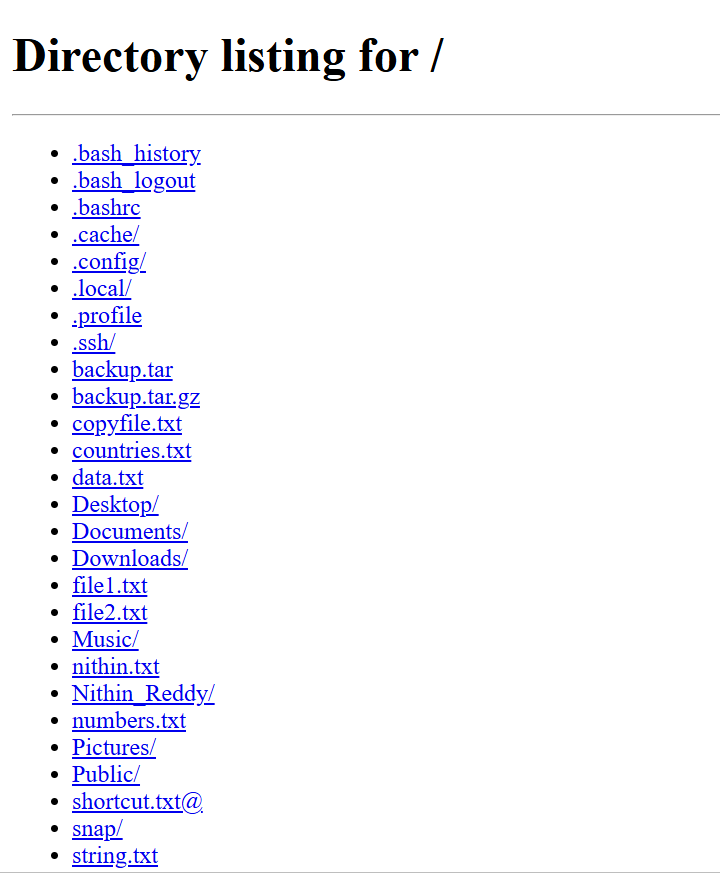 Directory listing for /
.bash_history
.bash_logout
.bashrc
.cache/
.config/
.local/
.profile
.ssh/
backup.tar
backup.tar.gz
copyfile.txt
countries.txt
data.txt
Desktop/
Documents/
Downloads/
file1.txt
file2.txt
Music/
nithin.txt
Nithin_Reddy/
numbers.txt
Pictures/
Public/
shortcut.txt@
snap/
string.txt